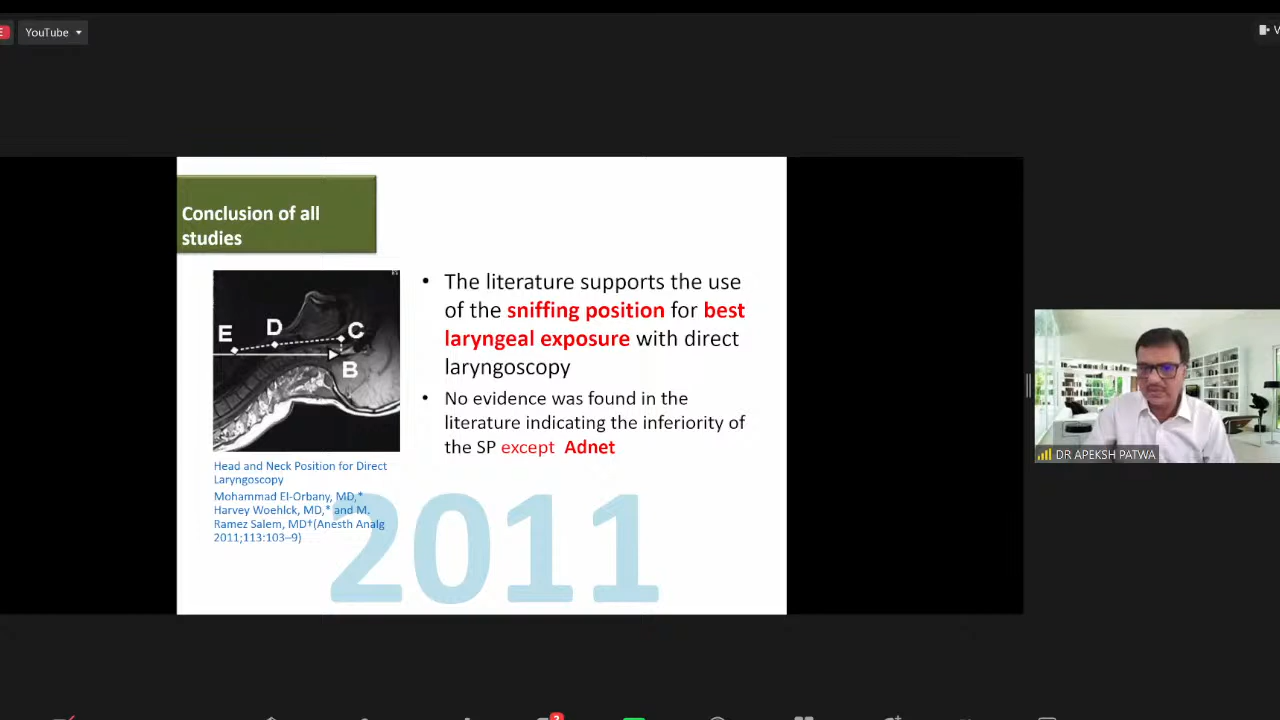 E
YouTube
V
Conclusion of all
studies
E
D
C
B
• The literature supports the use
of the sniffing position for best
laryngeal exposure with direct
laryngoscopy
• No evidence was found in the
literature indicating the inferiority of
the SP except Adnet
Head and Neck Position for Direct
Laryngoscopy
Mohammad El-Orbany, MD,*
Harvey Woehlck, MD,* and M.
Ramez Salem, MD†(Anesth Analg
2011;113:103–9)
2011
DR APEKSH PATWA